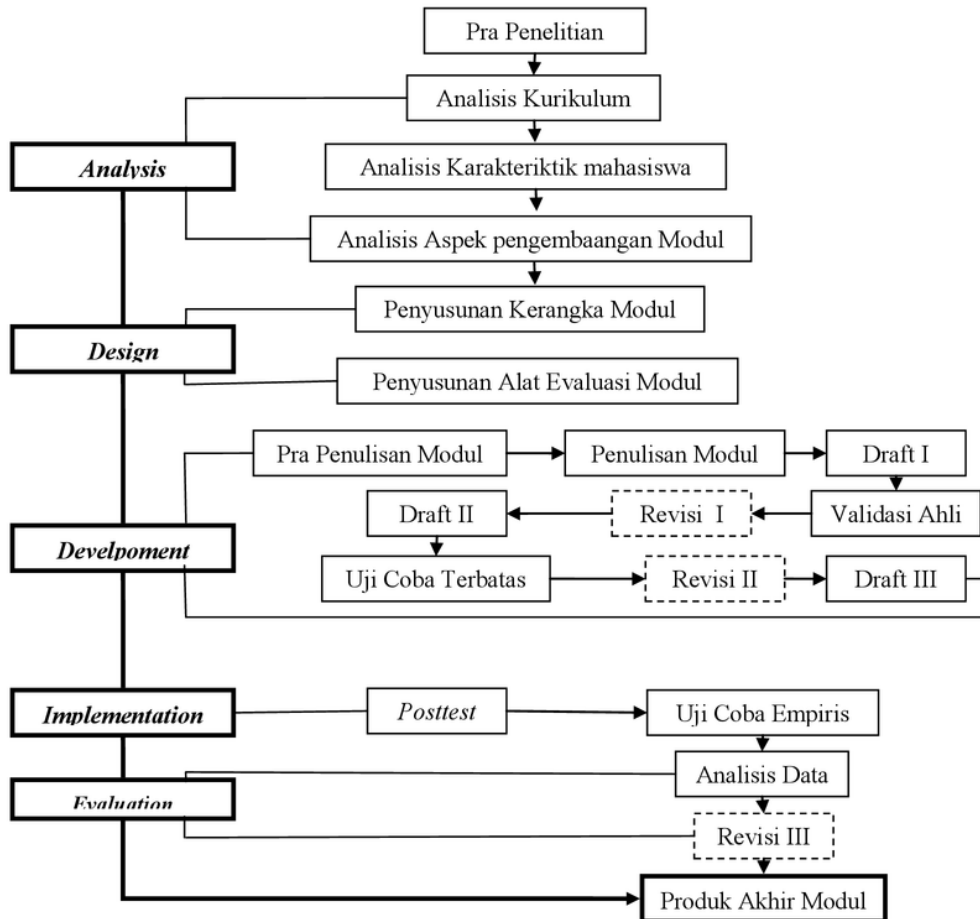 Pra Penelitian
Analisis Kurikulum
Analysis
Analisis Karakteriktik mahasiswa
Analisis Aspek pengembaangan Modul
Penyusunan Kerangka Modul
Design
Penyusunan Alat Evaluasi Modul
Pra Penulisan Modul
Penulisan Modul
Draft I
Draft II
Revisi I
Validasi Ahli
Develpoment
Uji Coba Terbatas
Revisi II
Draft III
Implementation
Posttest
Uji Coba Empiris
Analisis Data
Evaluation
Revisi III
Produk Akhir Modul